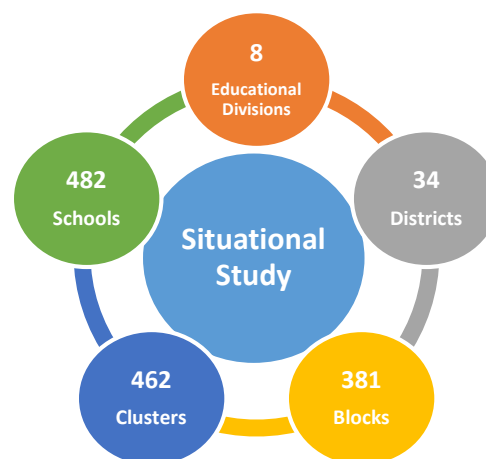 8
Educational
Divisions
482
Schools
34
Districts
Situational
Study
462
Clusters
381
Blocks